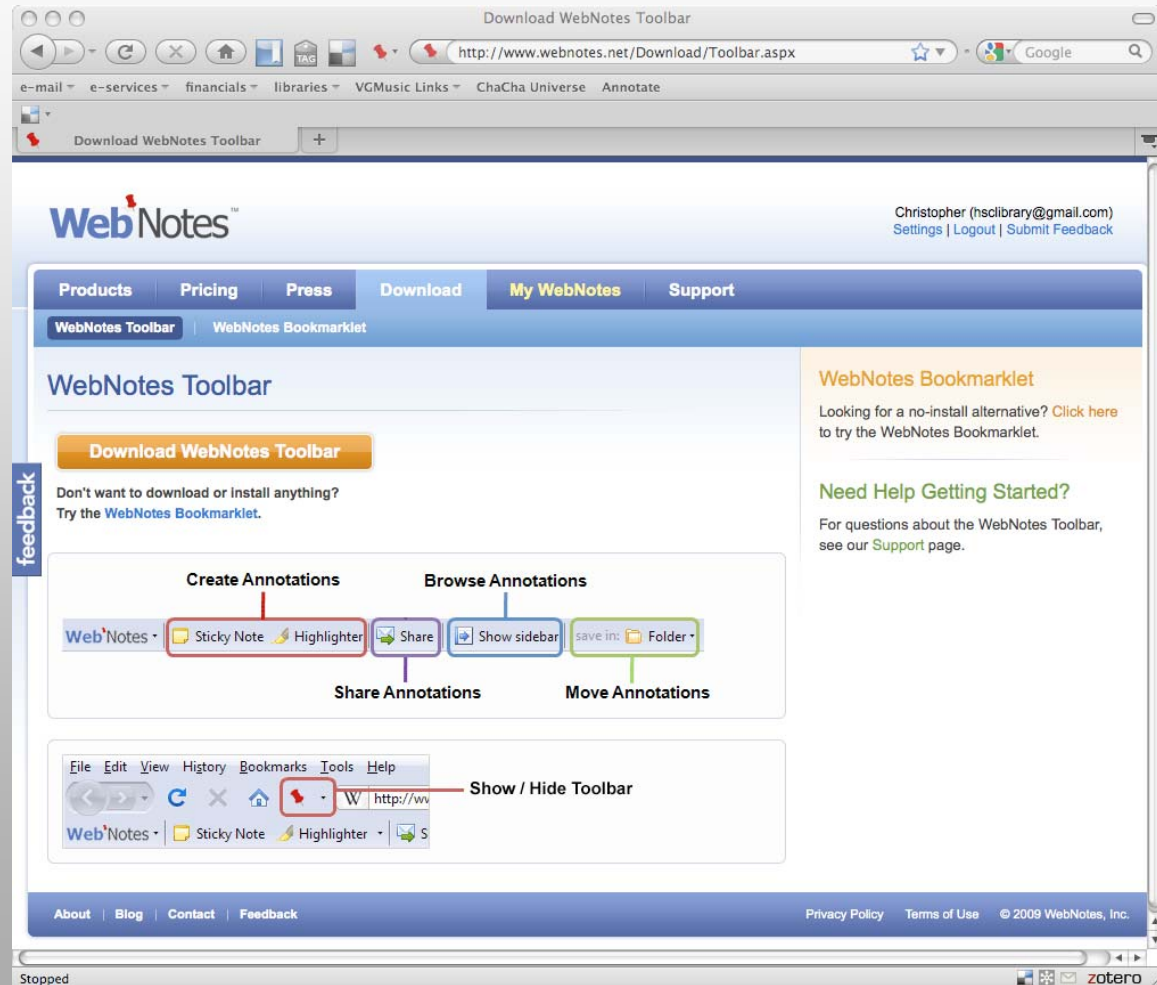 Download WebNotes Toolbar
TAG
http://www.webnotes.net/Download/Toolbar.aspx
Google
e-mail e-services financials libraries VGMusic Links ChaCha Universe Annotate
Download WebNotes Toolbar +
Web Notes™
Christopher (hsclibrary@gmail.com)
Settings | Logout | Submit Feedback
Products Pricing Press Download My WebNotes Support
WebNotes Toolbar WebNotes Bookmarklet
WebNotes Toolbar
Download WebNotes Toolbar
Don't want to download or install anything?
Try the WebNotes Bookmarklet.
feedback
WebNotes Bookmarklet
Looking for a no-install alternative? Click here
to try the WebNotes Bookmarklet.
Need Help Getting Started?
For questions about the WebNotes Toolbar,
see our Support page.
Create Annotations Browse Annotations
Web Notes Sticky Note Highlighter Share Show sidebar save in: Folder
Share Annotations Move Annotations
File Edit View History Bookmarks Tools Help
W http://ww
Show / Hide Toolbar
Web Notes Sticky Note Highlighter S
About | Blog | Contact | Feedback
Privacy Policy Terms of Use © 2009 WebNotes, Inc.
Stopped
zotero